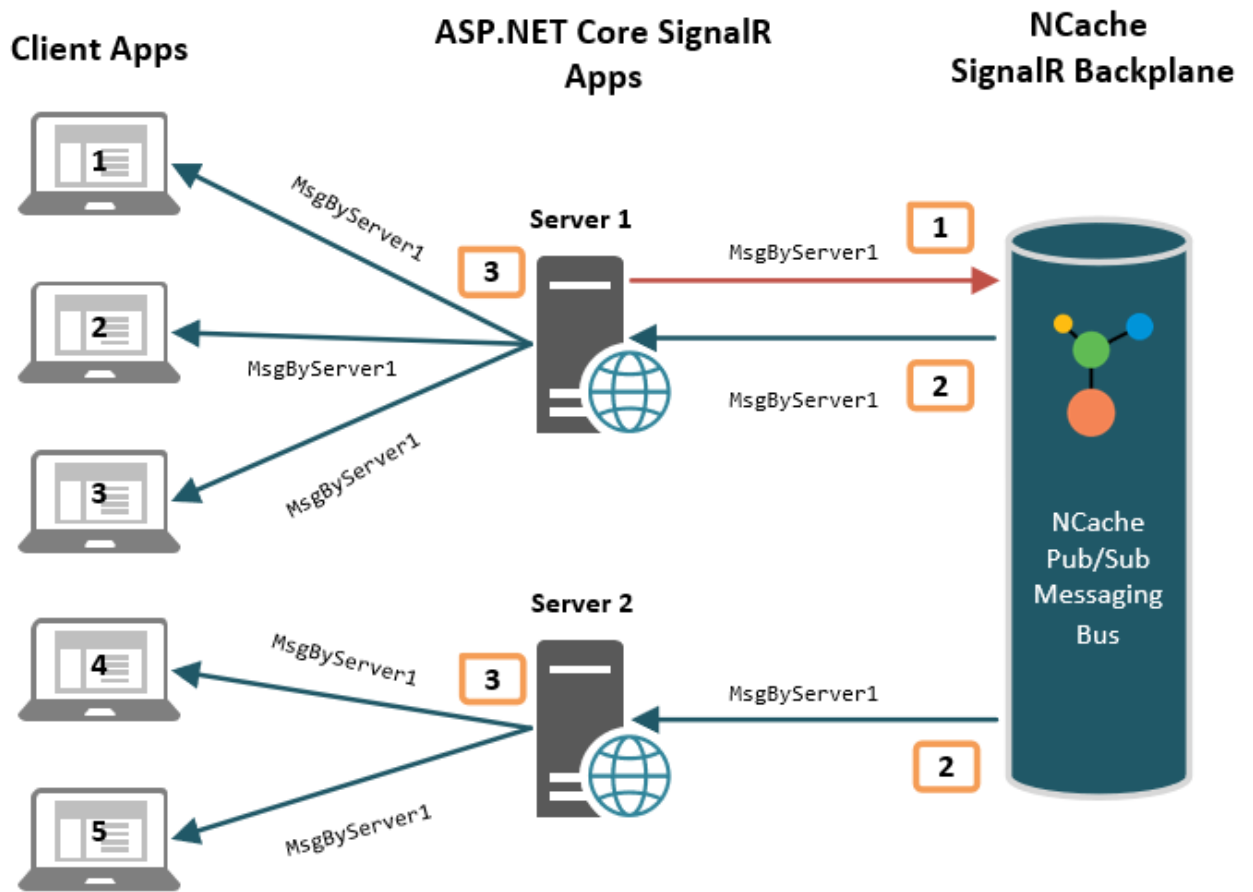 Client Apps
ASP.NET Core SignalR
Apps
NCache
SignalR Backplane
1
MsgByServer1
2
MsgByServer1
3
MsgByServer1
3
Server 1
MsgByServer1
1
MsgByServer1
2
4
MsgByServer1
5
MsgByServer1
3
Server 2
MsgByServer1
2
NCache
Pub/Sub
Messaging
Bus